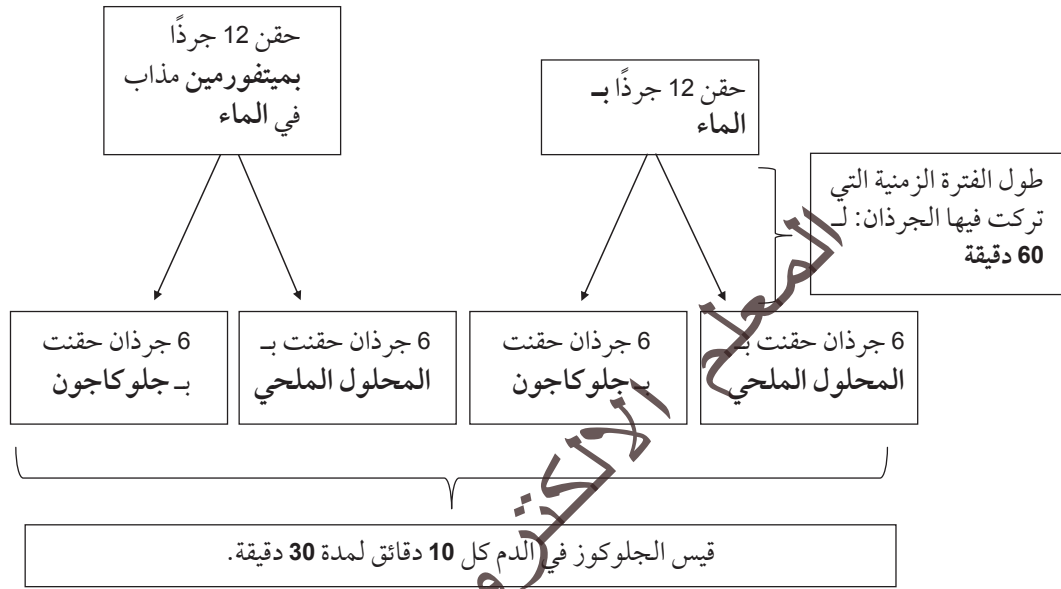 حقن 12 جرذًا
بميتفورمين مذاب
في الماء
حقن 12 جرذًا بـ
الماء
طول الفترة الزمنية التي
تركت فيها الجرذان: لـ
60 دقيقة
6 جرذان حقنت بـ
المحلول الملحي
6 جرذان حقنت
بـ جلوكاجون
6 جرذان حقنت بـ
المحلول الملحي
6 جرذان حقنت
بـ جلوكاجون
قيس الجلوكوز في الدم كل 10 دقائق لمدة 30 دقيقة.
المعلم